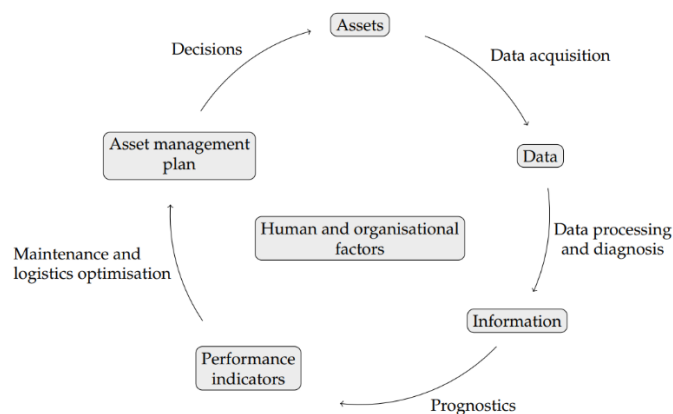 Assets
Decisions
Data acquisition
Asset management
plan
Data
Human and organisational
factors
Data processing
and diagnosis
Maintenance and
logistics optimisation
Information
Performance
indicators
Prognostics